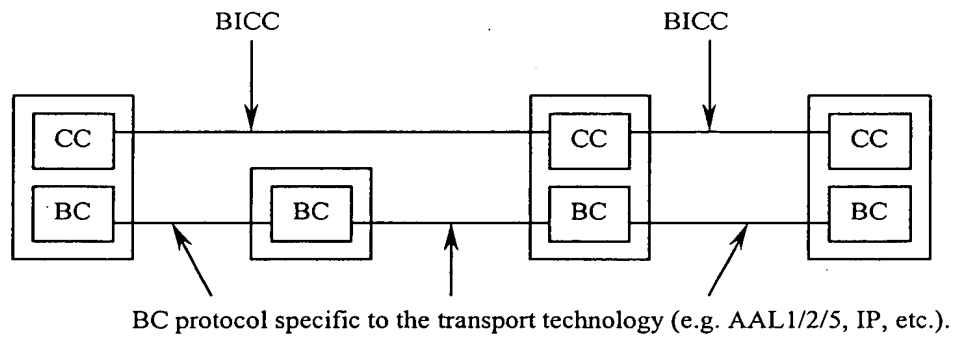 BICC BICC
CC CC CC
BC BC BC BC
BC protocol specific to the transport technology (e.g. AAL1/2/5, IP, etc.).